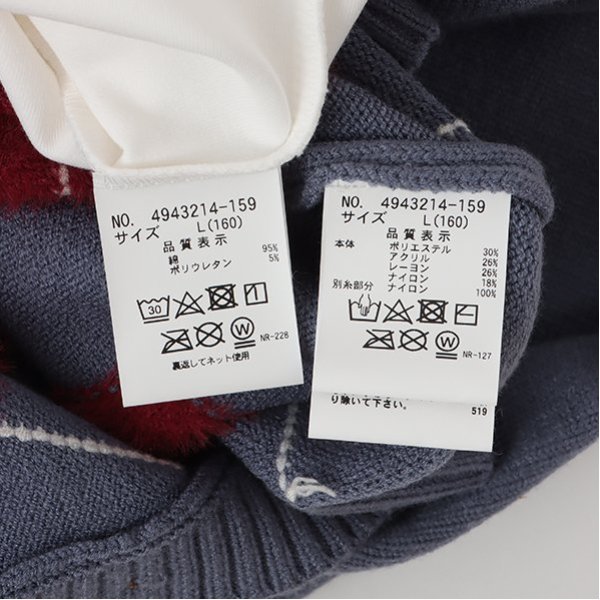 NO. 4943214-159
サイズ L(160)
品質表示
綿 95%
ポリウレタン 5%
30
W
NR-228
裏返してネット使用
NO. 4943214-159
サイズ L(160)
品質表示
本体 ポリエステル 30%
アクリル 26%
レーヨン 26%
ナイロン 18%
別糸部分 ナイロン 100%
W
NR-127
り除いて下さい。
519